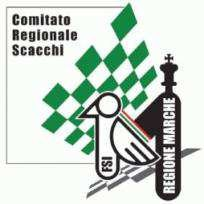 Comitato
Regionale
Scacchi
FSI
REGIONE MARCHE